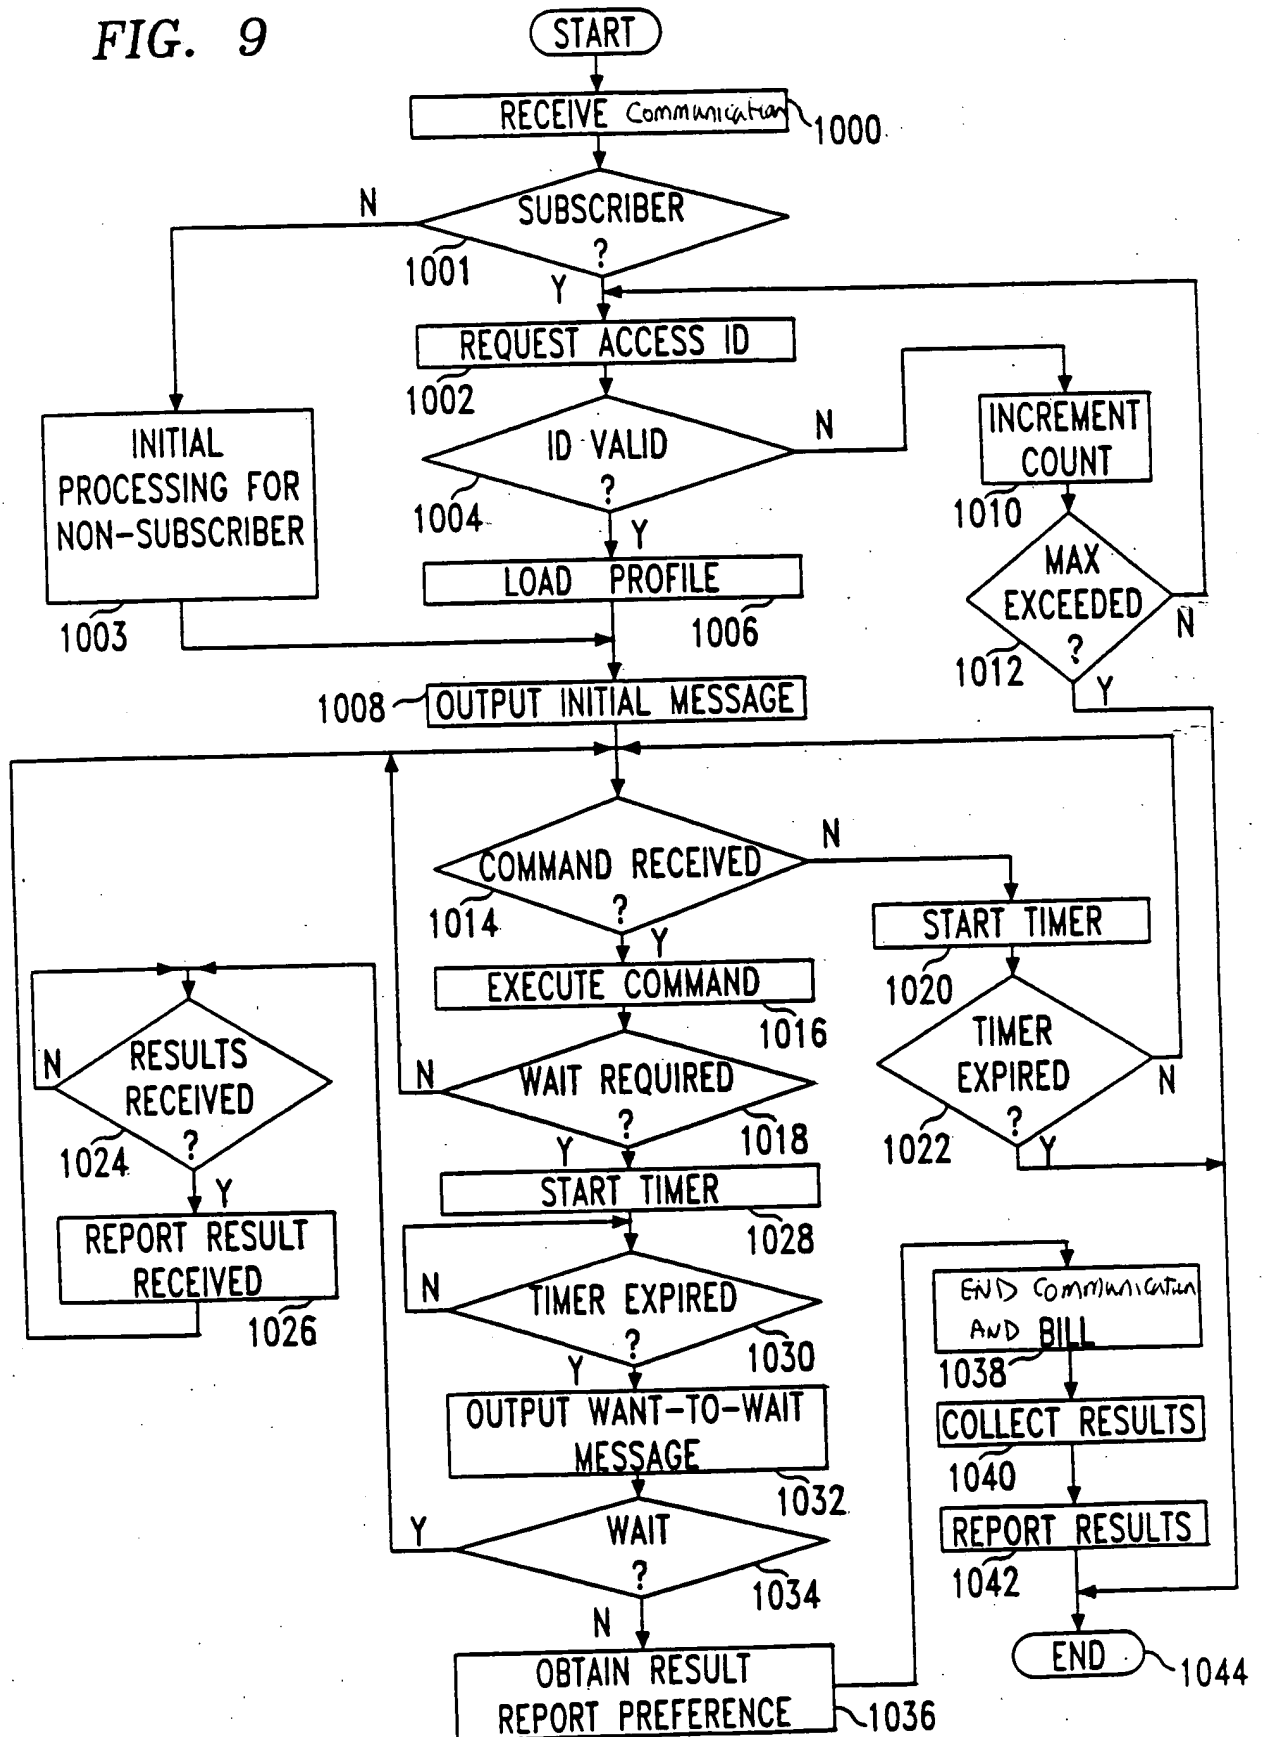 FIG. 9
START
RECEIVE Communication
1000
N
SUBSCRIBER
?
1001
Y
REQUEST ACCESS ID
1002
INITIAL
PROCESSING FOR
NON-SUBSCRIBER
1003
ID VALID
?
1004
N
Y
INCREMENT
COUNT
1010
LOAD PROFILE
1006
MAX
EXCEEDED
?
1012
N
Y
1008
OUTPUT INITIAL MESSAGE
COMMAND RECEIVED
?
1014
N
Y
START TIMER
1020
EXECUTE COMMAND
1016
TIMER
EXPIRED
?
1022
N
Y
RESULTS
RECEIVED
?
1024
N
Y
WAIT REQUIRED
?
1018
N
Y
START TIMER
1028
REPORT RESULT
RECEIVED
1026
TIMER EXPIRED
?
1030
N
Y
END Communication
AND BILL
1038
OUTPUT WANT-TO-WAIT
MESSAGE
1032
COLLECT RESULTS
1040
WAIT
?
1034
Y
N
REPORT RESULTS
1042
OBTAIN RESULT
REPORT PREFERENCE
1036
END
1044